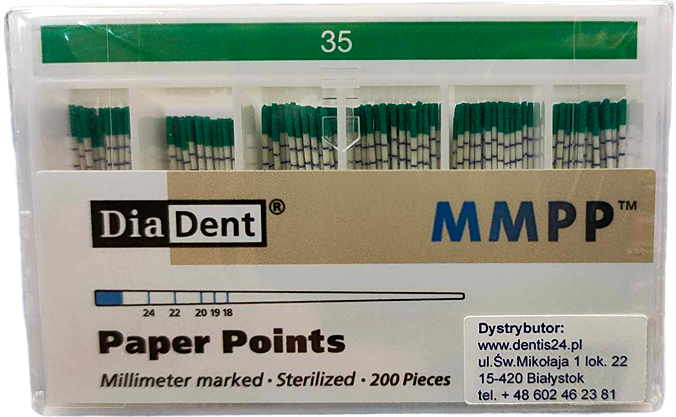 35
DiaDent®
MMPP™
24 22 20 19 18
Paper Points
Millimeter marked · Sterilized · 200 Pieces
Dystrybutor:
www.dentis24.pl
ul.Św.Mikołaja 1 lok. 22
15-420 Białystok
tel. + 48 602 46 23 81